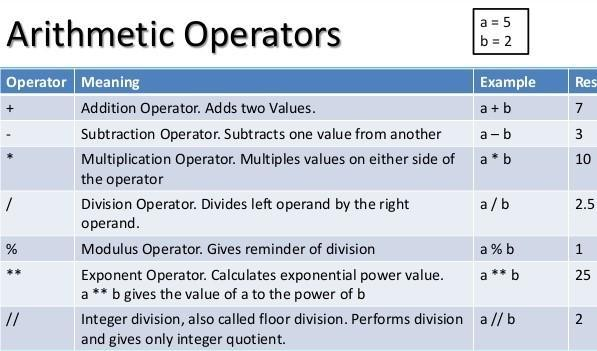 Arithmetic Operators
a = 5
b = 2
Operator Meaning Example Res
+ Addition Operator. Adds two Values. a + b 7
- Subtraction Operator. Subtracts one value from another a – b 3
* Multiplication Operator. Multiples values on either side of a * b 10
the operator
/ Division Operator. Divides left operand by the right a / b 2.5
operand.
% Modulus Operator. Gives reminder of division a % b 1
** Exponent Operator. Calculates exponential power value. a ** b 25
a ** b gives the value of a to the power of b
// Integer division, also called floor division. Performs division a // b 2
and gives only integer quotient.